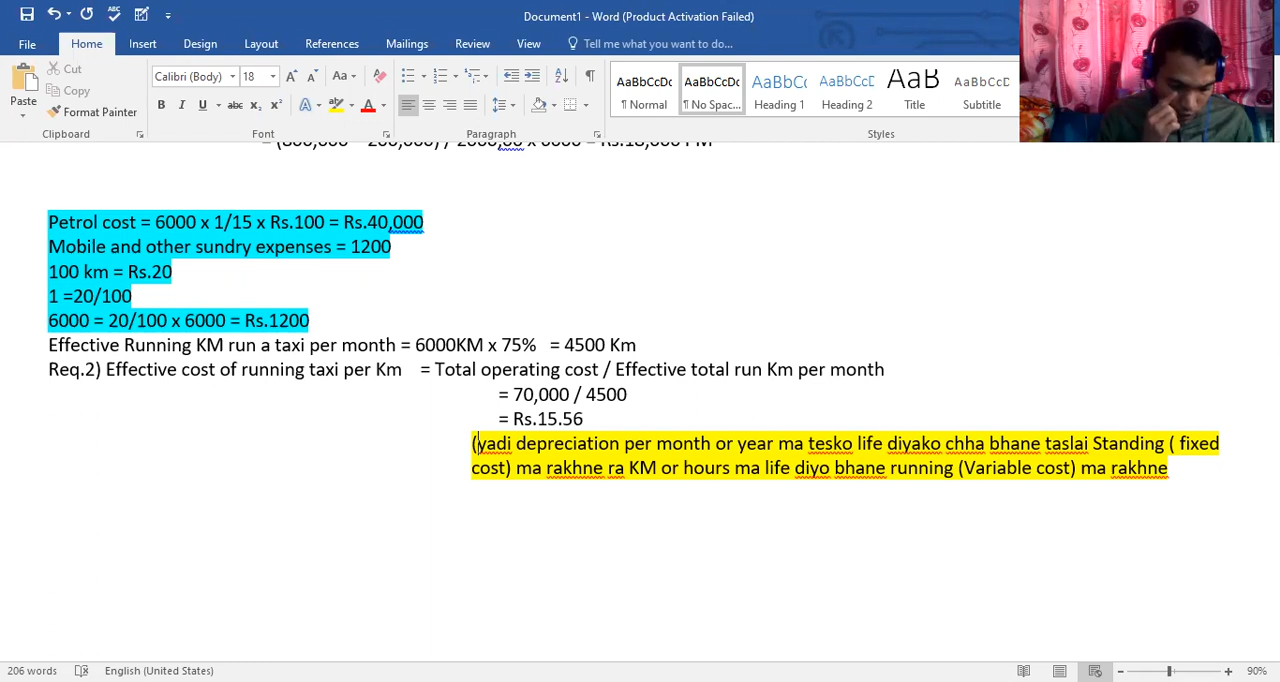 Document1 - Word (Product Activation Failed)
File Home Insert Design Layout References Mailings Review View Tell me what you want to do...
Cut
Copy
Format Painter
Paste
Calibri (Body) 18
AaBbCcDc AaBbCcDc AaBbCc AaBbCcD AaB AaBbCcD
¶ Normal ¶ No Spac... Heading 1 Heading 2 Title Subtitle
Clipboard Font Paragraph Styles
Petrol cost = 6000 x 1/15 x Rs.100 = Rs.40,000
Mobile and other sundry expenses = 1200
100 km = Rs.20
1 =20/100
6000 = 20/100 x 6000 = Rs.1200
Effective Running KM run a taxi per month = 6000KM x 75% = 4500 Km
Req.2) Effective cost of running taxi per Km = Total operating cost / Effective total run Km per month
= 70,000 / 4500
= Rs.15.56
(yadi depreciation per month or year ma tesko life diyako chha bhane taslai Standing ( fixed
cost) ma rakhne ra KM or hours ma life diyo bhane running (Variable cost) ma rakhne
206 words English (United States) 90%